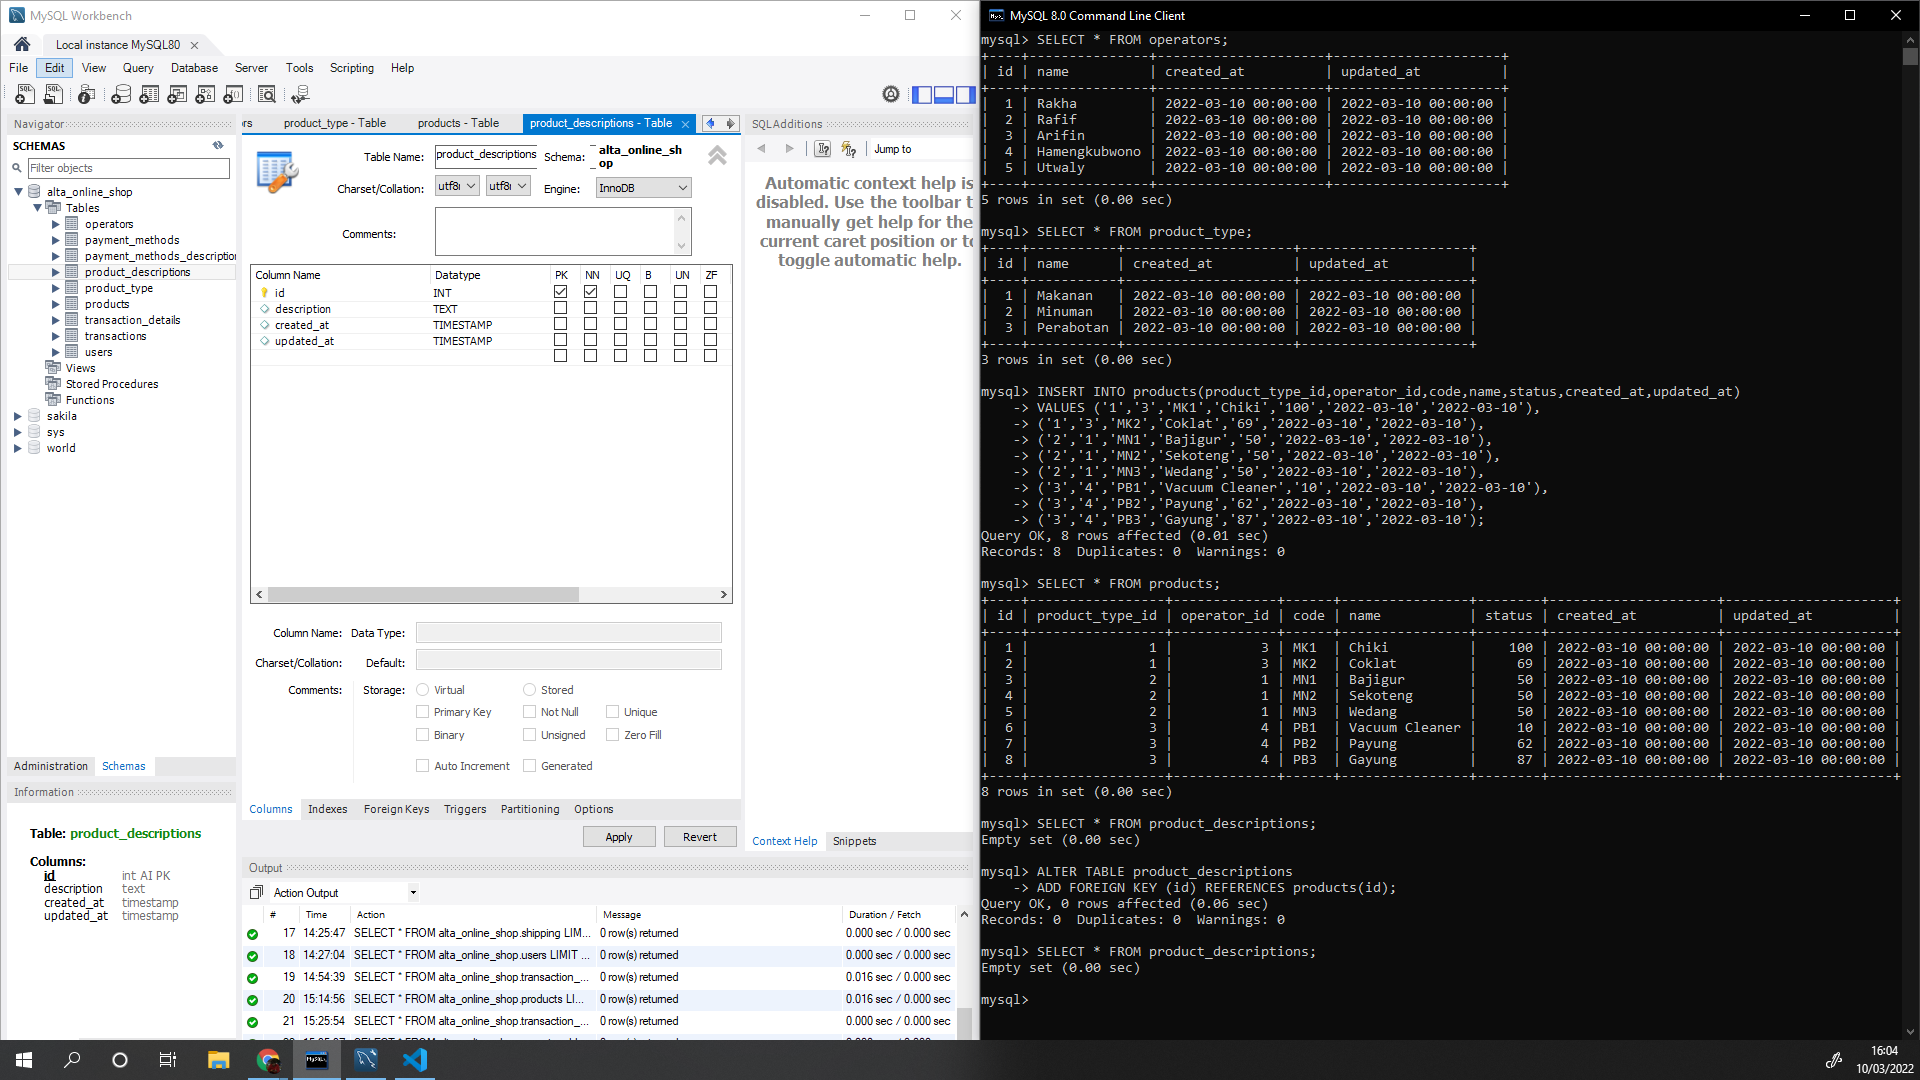 MySQL Workbench
Local instance MySQL80
File Edit View Query Database Server Tools Scripting Help
Navigator
SCHEMAS
Filter objects
alta_online_shop
Tables
operators
payment_methods
payment_methods_description
product_descriptions
product_type
products
transaction_details
transactions
users
Views
Stored Procedures
Functions
sakila
sys
world
Administration Schemas
Information
Table: product_descriptions
Columns:
id int AI PK
description text
created_at timestamp
updated_at timestamp
rs product_type - Table products - Table product_descriptions - Table
Table Name: product_descriptions Schema: alta_online_shop
Charset/Collation: utf8 utf8 Engine: InnoDB
Comments:
Column Name Datatype PK NN UQ B UN ZF
id INT
description TEXT
created_at TIMESTAMP
updated_at TIMESTAMP
Column Name: Data Type:
Charset/Collation: Default:
Comments: Storage: Virtual Stored
Primary Key Not Null Unique
Binary Unsigned Zero Fill
Auto Increment Generated
Columns Indexes Foreign Keys Triggers Partitioning Options
Apply Revert
SQLAdditions
Jump to
Automatic context help is
disabled. Use the toolbar t
manually get help for the
current caret position or to
toggle automatic help.
Context Help Snippets
Output
Action Output
# Time Action Message Duration / Fetch
17 14:25:47 SELECT * FROM alta_online_shop.shipping LIM... 0 row(s) returned 0.000 sec / 0.000 sec
18 14:27:04 SELECT * FROM alta_online_shop.users LIMIT ... 0 row(s) returned 0.000 sec / 0.000 sec
19 14:54:39 SELECT * FROM alta_online_shop.transaction_... 0 row(s) returned 0.016 sec / 0.000 sec
20 15:14:56 SELECT * FROM alta_online_shop.products LI... 0 row(s) returned 0.016 sec / 0.000 sec
21 15:25:54 SELECT * FROM alta_online_shop.transaction_... 0 row(s) returned 0.000 sec / 0.000 sec
MySQL 8.0 Command Line Client
mysql> SELECT * FROM operators;
+----+-------------+---------------------+---------------------+
| id | name | created_at | updated_at |
+----+-------------+---------------------+---------------------+
| 1 | Rakha | 2022-03-10 00:00:00 | 2022-03-10 00:00:00 |
| 2 | Rafif | 2022-03-10 00:00:00 | 2022-03-10 00:00:00 |
| 3 | Arifin | 2022-03-10 00:00:00 | 2022-03-10 00:00:00 |
| 4 | Hamengkubwono | 2022-03-10 00:00:00 | 2022-03-10 00:00:00 |
| 5 | Utwaly | 2022-03-10 00:00:00 | 2022-03-10 00:00:00 |
+----+-------------+---------------------+---------------------+
5 rows in set (0.00 sec)
mysql> SELECT * FROM product_type;
+----+-----------+---------------------+---------------------+
| id | name | created_at | updated_at |
+----+-----------+---------------------+---------------------+
| 1 | Makanan | 2022-03-10 00:00:00 | 2022-03-10 00:00:00 |
| 2 | Minuman | 2022-03-10 00:00:00 | 2022-03-10 00:00:00 |
| 3 | Perabotan | 2022-03-10 00:00:00 | 2022-03-10 00:00:00 |
+----+-----------+---------------------+---------------------+
3 rows in set (0.00 sec)
mysql> INSERT INTO products(product_type_id,operator_id,code,name,status,created_at,updated_at)
-> VALUES ('1','3','MK1','Chiki','100','2022-03-10','2022-03-10'),
-> ('1','3','MK2','Coklat','69','2022-03-10','2022-03-10'),
-> ('2','1','MN1','Bajigur','50','2022-03-10','2022-03-10'),
-> ('2','1','MN2','Sekoteng','50','2022-03-10','2022-03-10'),
-> ('2','1','MN3','Wedang','50','2022-03-10','2022-03-10'),
-> ('3','4','PB1','Vacuum Cleaner','10','2022-03-10','2022-03-10'),
-> ('3','4','PB2','Payung','62','2022-03-10','2022-03-10'),
-> ('3','4','PB3','Gayung','87','2022-03-10','2022-03-10');
Query OK, 8 rows affected (0.01 sec)
Records: 8 Duplicates: 0 Warnings: 0
mysql> SELECT * FROM products;
+----+-----------------+-------------+------+----------------+--------+---------------------+---------------------+
| id | product_type_id | operator_id | code | name | status | created_at | updated_at |
+----+-----------------+-------------+------+----------------+--------+---------------------+---------------------+
| 1 | 1 | 3 | MK1 | Chiki | 100 | 2022-03-10 00:00:00 | 2022-03-10 00:00:00 |
| 2 | 1 | 3 | MK2 | Coklat | 69 | 2022-03-10 00:00:00 | 2022-03-10 00:00:00 |
| 3 | 2 | 1 | MN1 | Bajigur | 50 | 2022-03-10 00:00:00 | 2022-03-10 00:00:00 |
| 4 | 2 | 1 | MN2 | Sekoteng | 50 | 2022-03-10 00:00:00 | 2022-03-10 00:00:00 |
| 5 | 2 | 1 | MN3 | Wedang | 50 | 2022-03-10 00:00:00 | 2022-03-10 00:00:00 |
| 6 | 3 | 4 | PB1 | Vacuum Cleaner | 10 | 2022-03-10 00:00:00 | 2022-03-10 00:00:00 |
| 7 | 3 | 4 | PB2 | Payung | 62 | 2022-03-10 00:00:00 | 2022-03-10 00:00:00 |
| 8 | 3 | 4 | PB3 | Gayung | 87 | 2022-03-10 00:00:00 | 2022-03-10 00:00:00 |
+----+-----------------+-------------+------+----------------+--------+---------------------+---------------------+
8 rows in set (0.00 sec)
mysql> SELECT * FROM product_descriptions;
Empty set (0.00 sec)
mysql> ALTER TABLE product_descriptions
-> ADD FOREIGN KEY (id) REFERENCES products(id);
Query OK, 0 rows affected (0.06 sec)
Records: 0 Duplicates: 0 Warnings: 0
mysql> SELECT * FROM product_descriptions;
Empty set (0.00 sec)
mysql>
16:04
10/03/2022